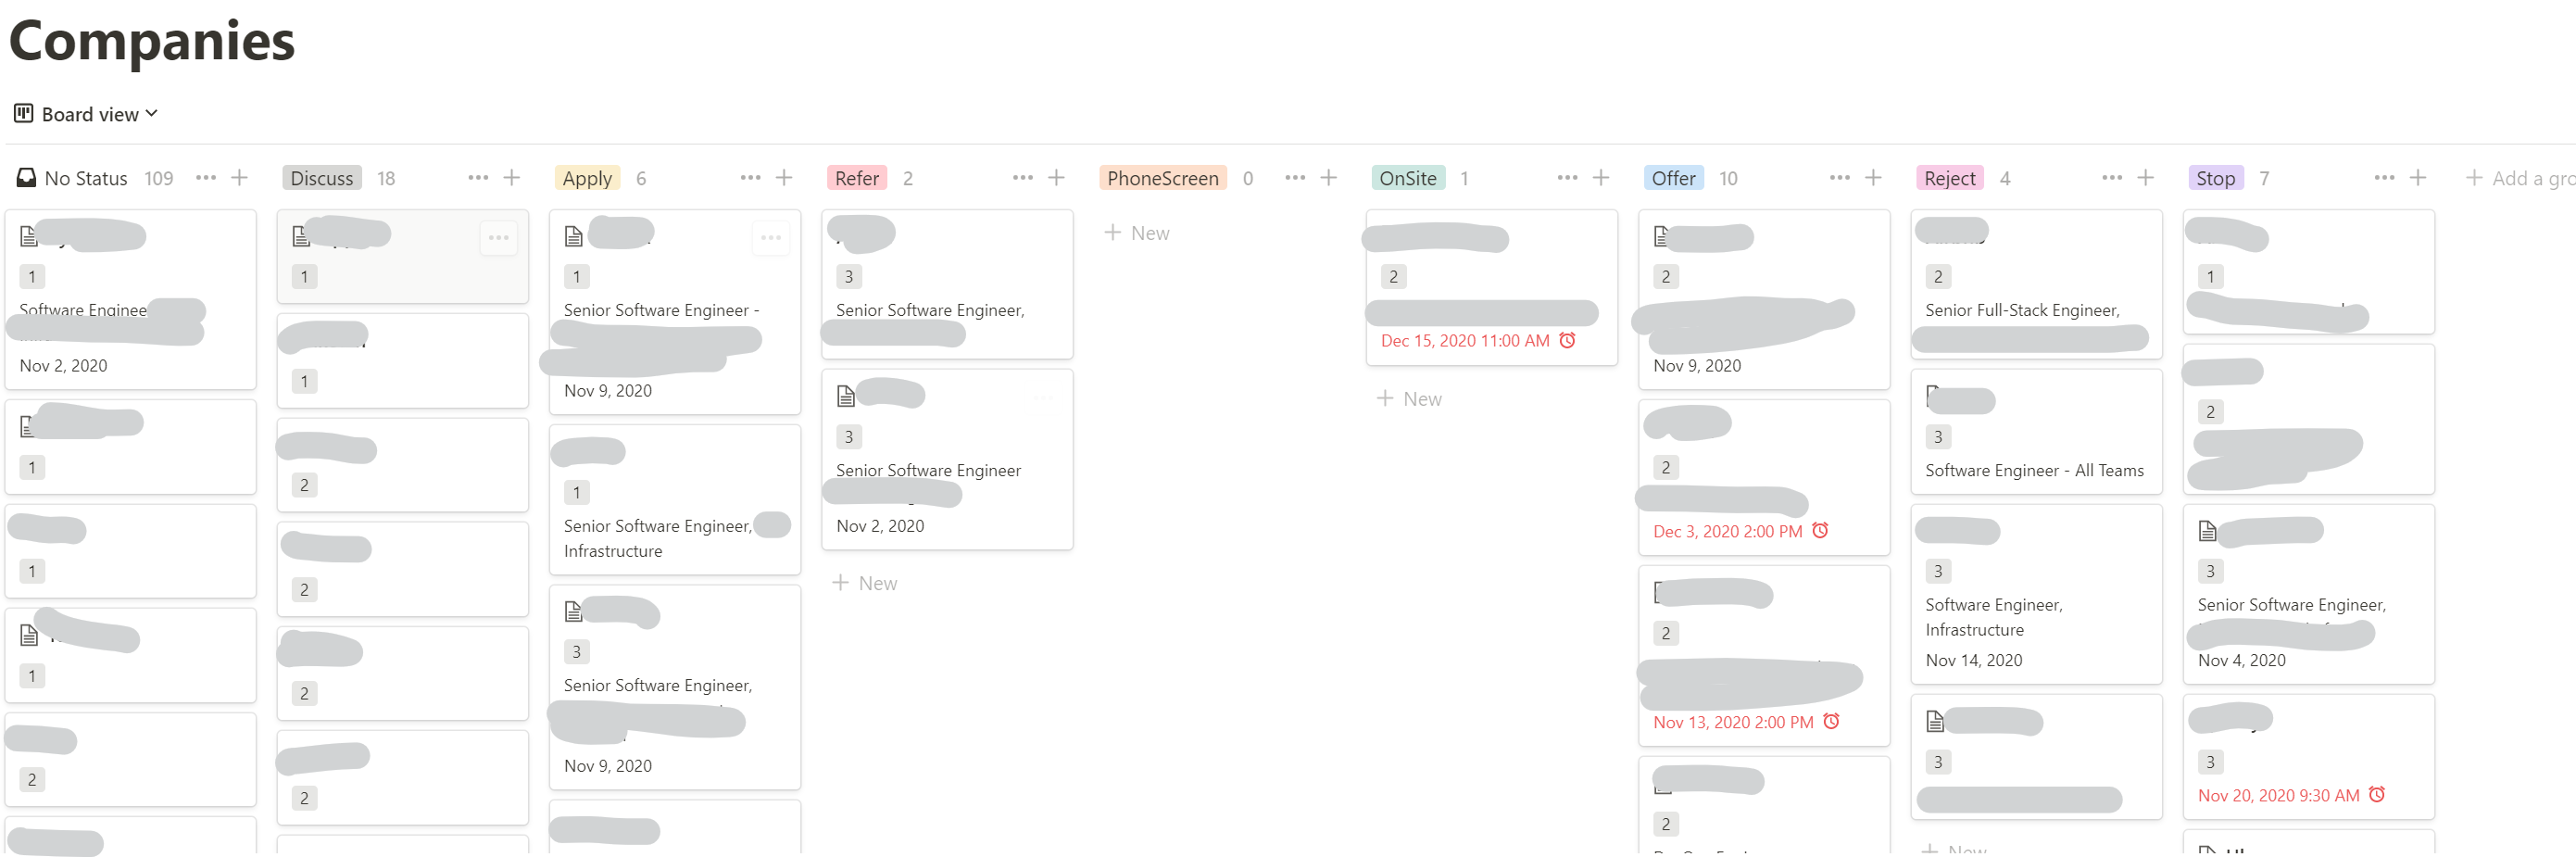 Companies
Board view
No Status 109
Discuss 18
Apply 6
Refer 2
PhoneScreen 0
OnSite 1
Offer 10
Reject 4
Stop 7
+ Add a gro
1
Software Enginee
Nov 2, 2020
1
1
1
2
1
1
2
2
2
2
1
Senior Software Engineer -
Nov 9, 2020
1
Senior Software Engineer,
Infrastructure
3
Senior Software Engineer,
Nov 9, 2020
3
Senior Software Engineer,
3
Senior Software Engineer
Nov 2, 2020
+ New
+ New
2
Dec 15, 2020 11:00 AM
+ New
2
Nov 9, 2020
2
Dec 3, 2020 2:00 PM
2
Nov 13, 2020 2:00 PM
2
2
Senior Full-Stack Engineer,
3
Software Engineer - All Teams
3
Software Engineer,
Infrastructure
Nov 14, 2020
3
+ New
1
2
3
Senior Software Engineer,
Nov 4, 2020
3
Nov 20, 2020 9:30 AM